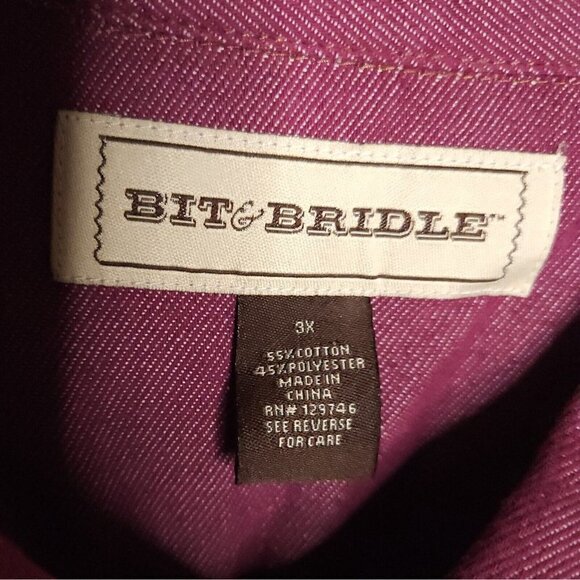 BIT & BRIDLE™
3X
55% COTTON
45% POLYESTER
MADE IN
CHINA
RN# 129746
SEE REVERSE
FOR CARE